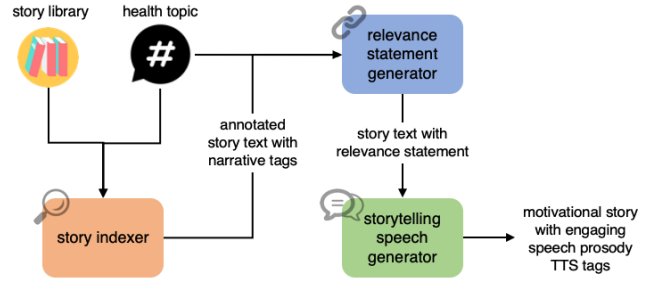 story library
health topic
#
relevance
statement
generator
annotated
story text with
narrative tags
story text with
relevance statement
story indexer
storytelling
speech
generator
motivational story
with engaging
speech prosody
TTS tags